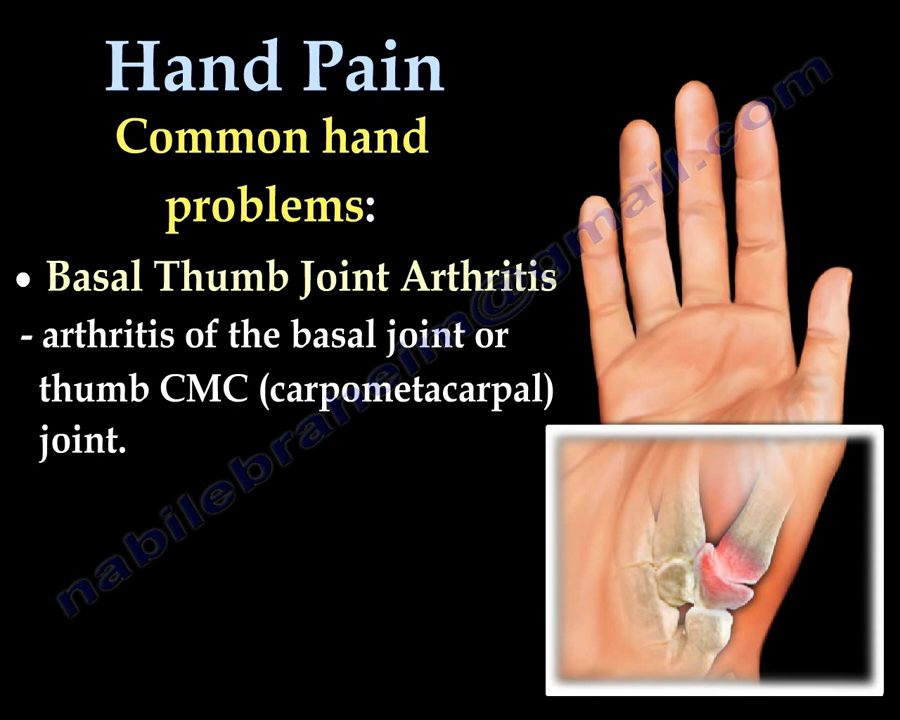 Hand Pain
Common hand
problems:
• Basal Thumb Joint Arthritis
- arthritis of the basal joint or
thumb CMC (carpometacarpal)
joint.
nabilebraheim@gmail.com